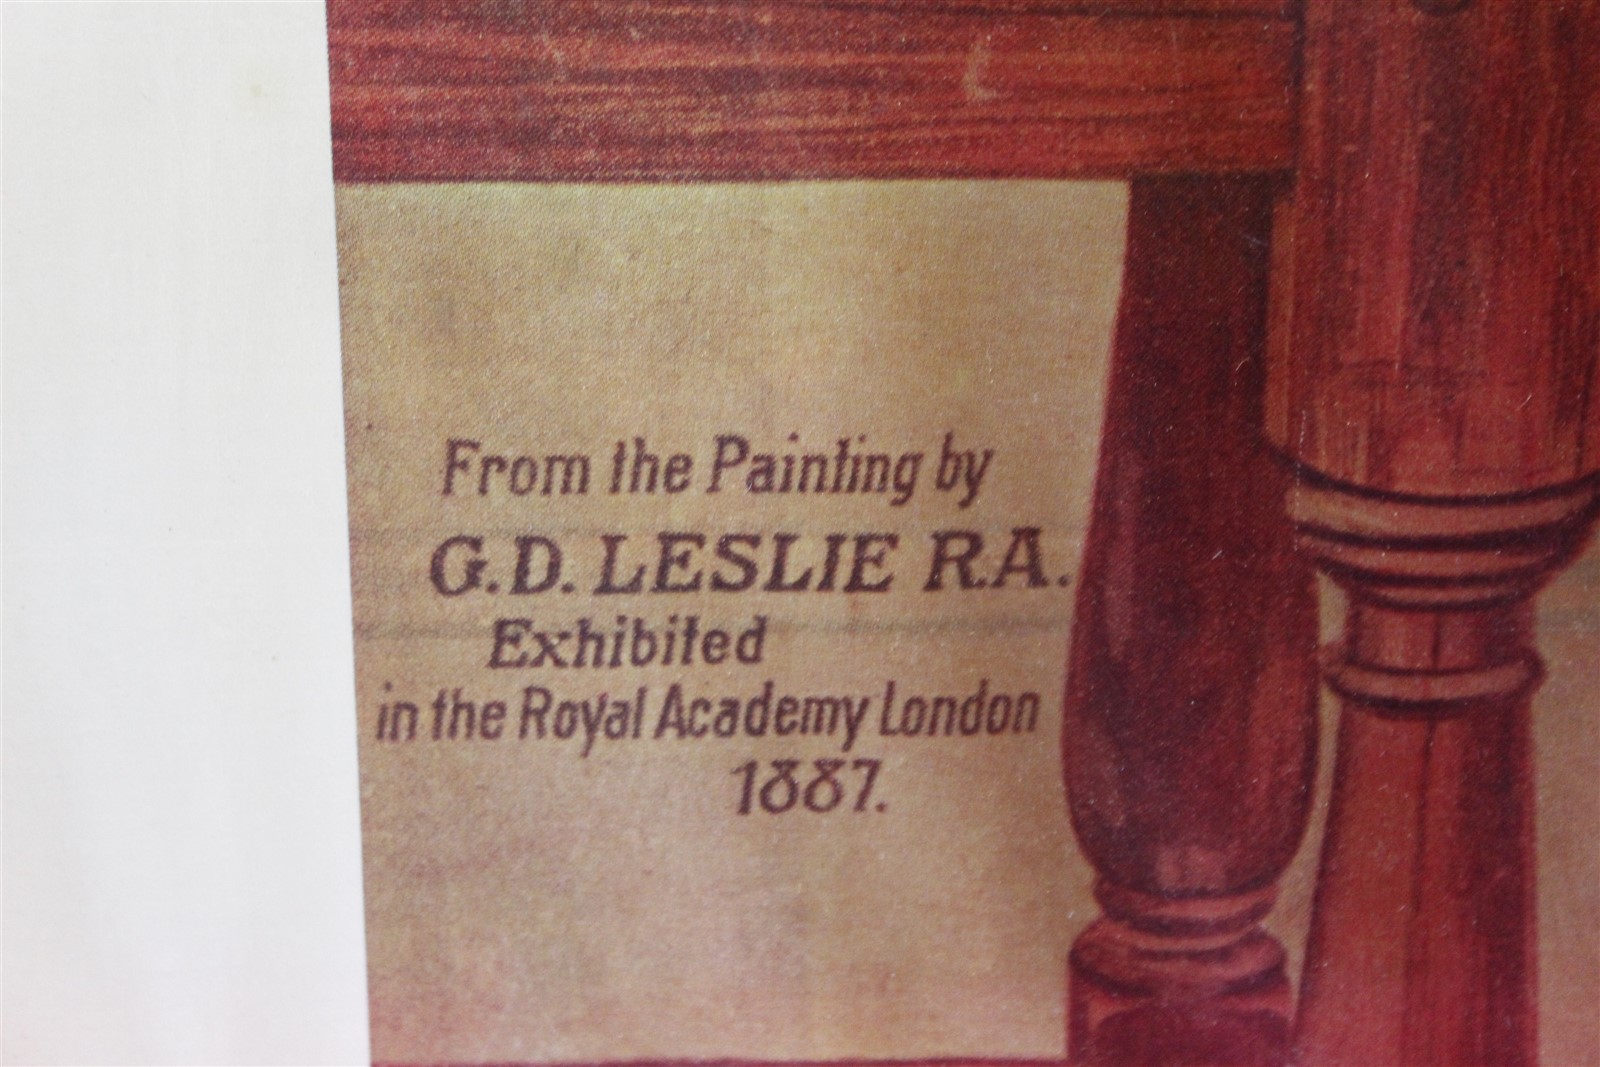 From the Painting by
G.D. LESLIE R.A.
Exhibited
in the Royal Academy London
1887.